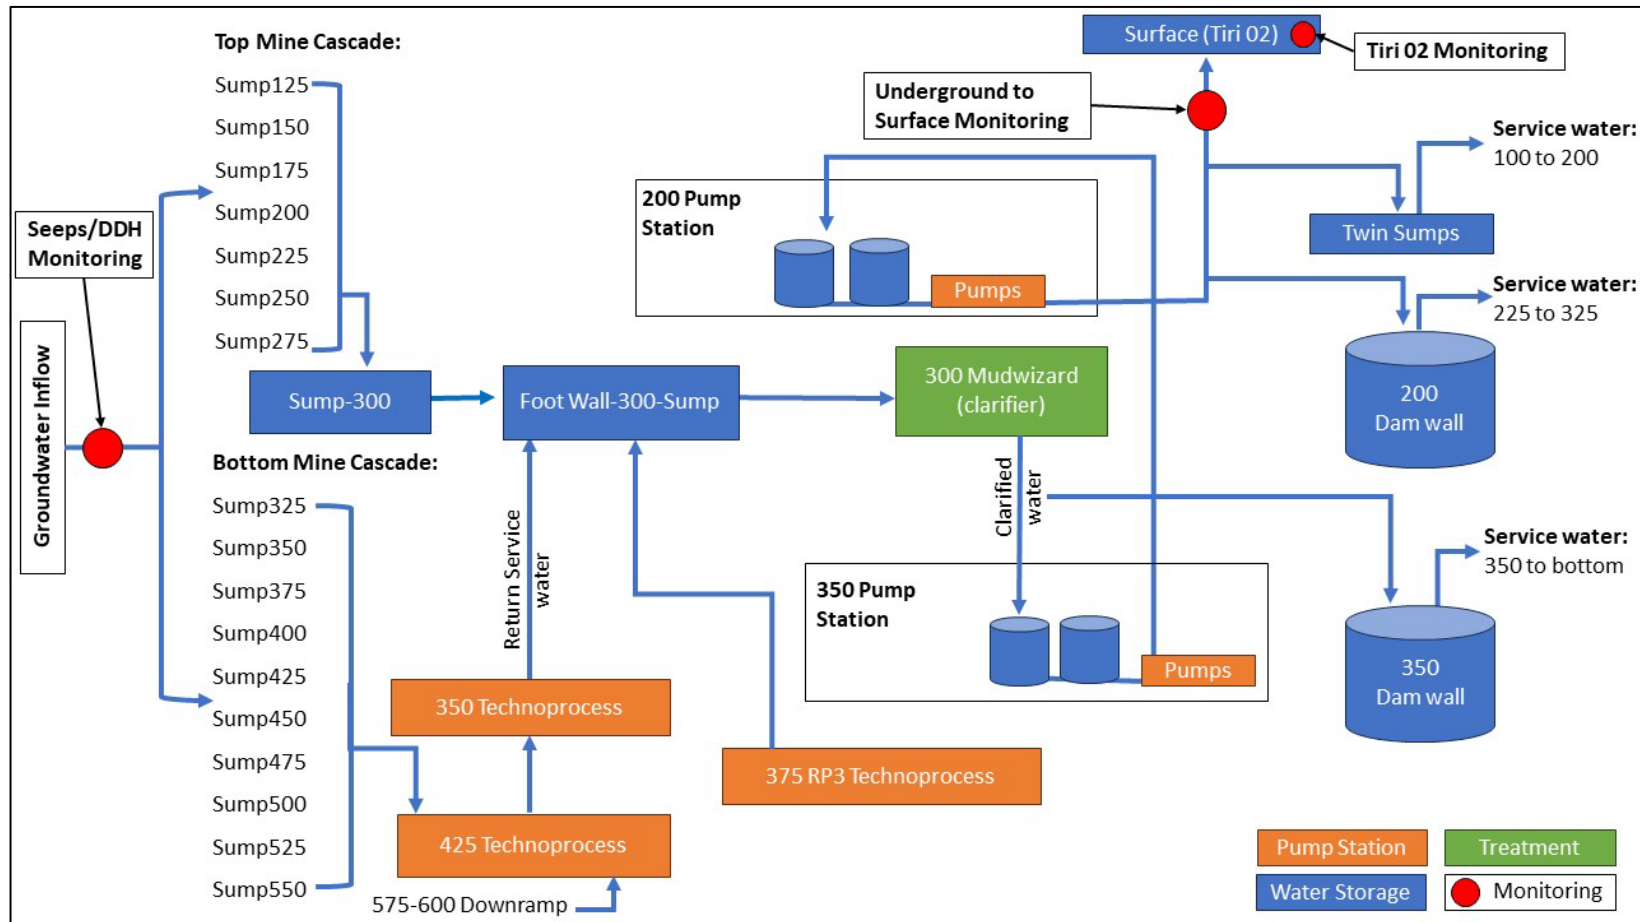 Top Mine Cascade:
Sump125
Sump150
Sump175
Sump200
Sump225
Sump250
Sump275
Seeps/DDH
Monitoring
Groundwater Inflow
Sump-300
Foot Wall-300-Sump
300 Mudwizard
(clarifier)
Bottom Mine Cascade:
Sump325
Sump350
Sump375
Sump400
Sump425
Sump450
Sump475
Sump500
Sump525
Sump550
Return Service
water
350 Technoprocess
425 Technoprocess
575-600 Downramp
375 RP3 Technoprocess
Clarified
water
350 Pump
Station
Pumps
200 Pump
Station
Pumps
Underground to
Surface Monitoring
Surface (Tiri 02)
Tiri 02 Monitoring
Service water:
100 to 200
Twin Sumps
Service water:
225 to 325
200
Dam wall
Service water:
350 to bottom
350
Dam wall
Pump Station
Treatment
Water Storage
Monitoring